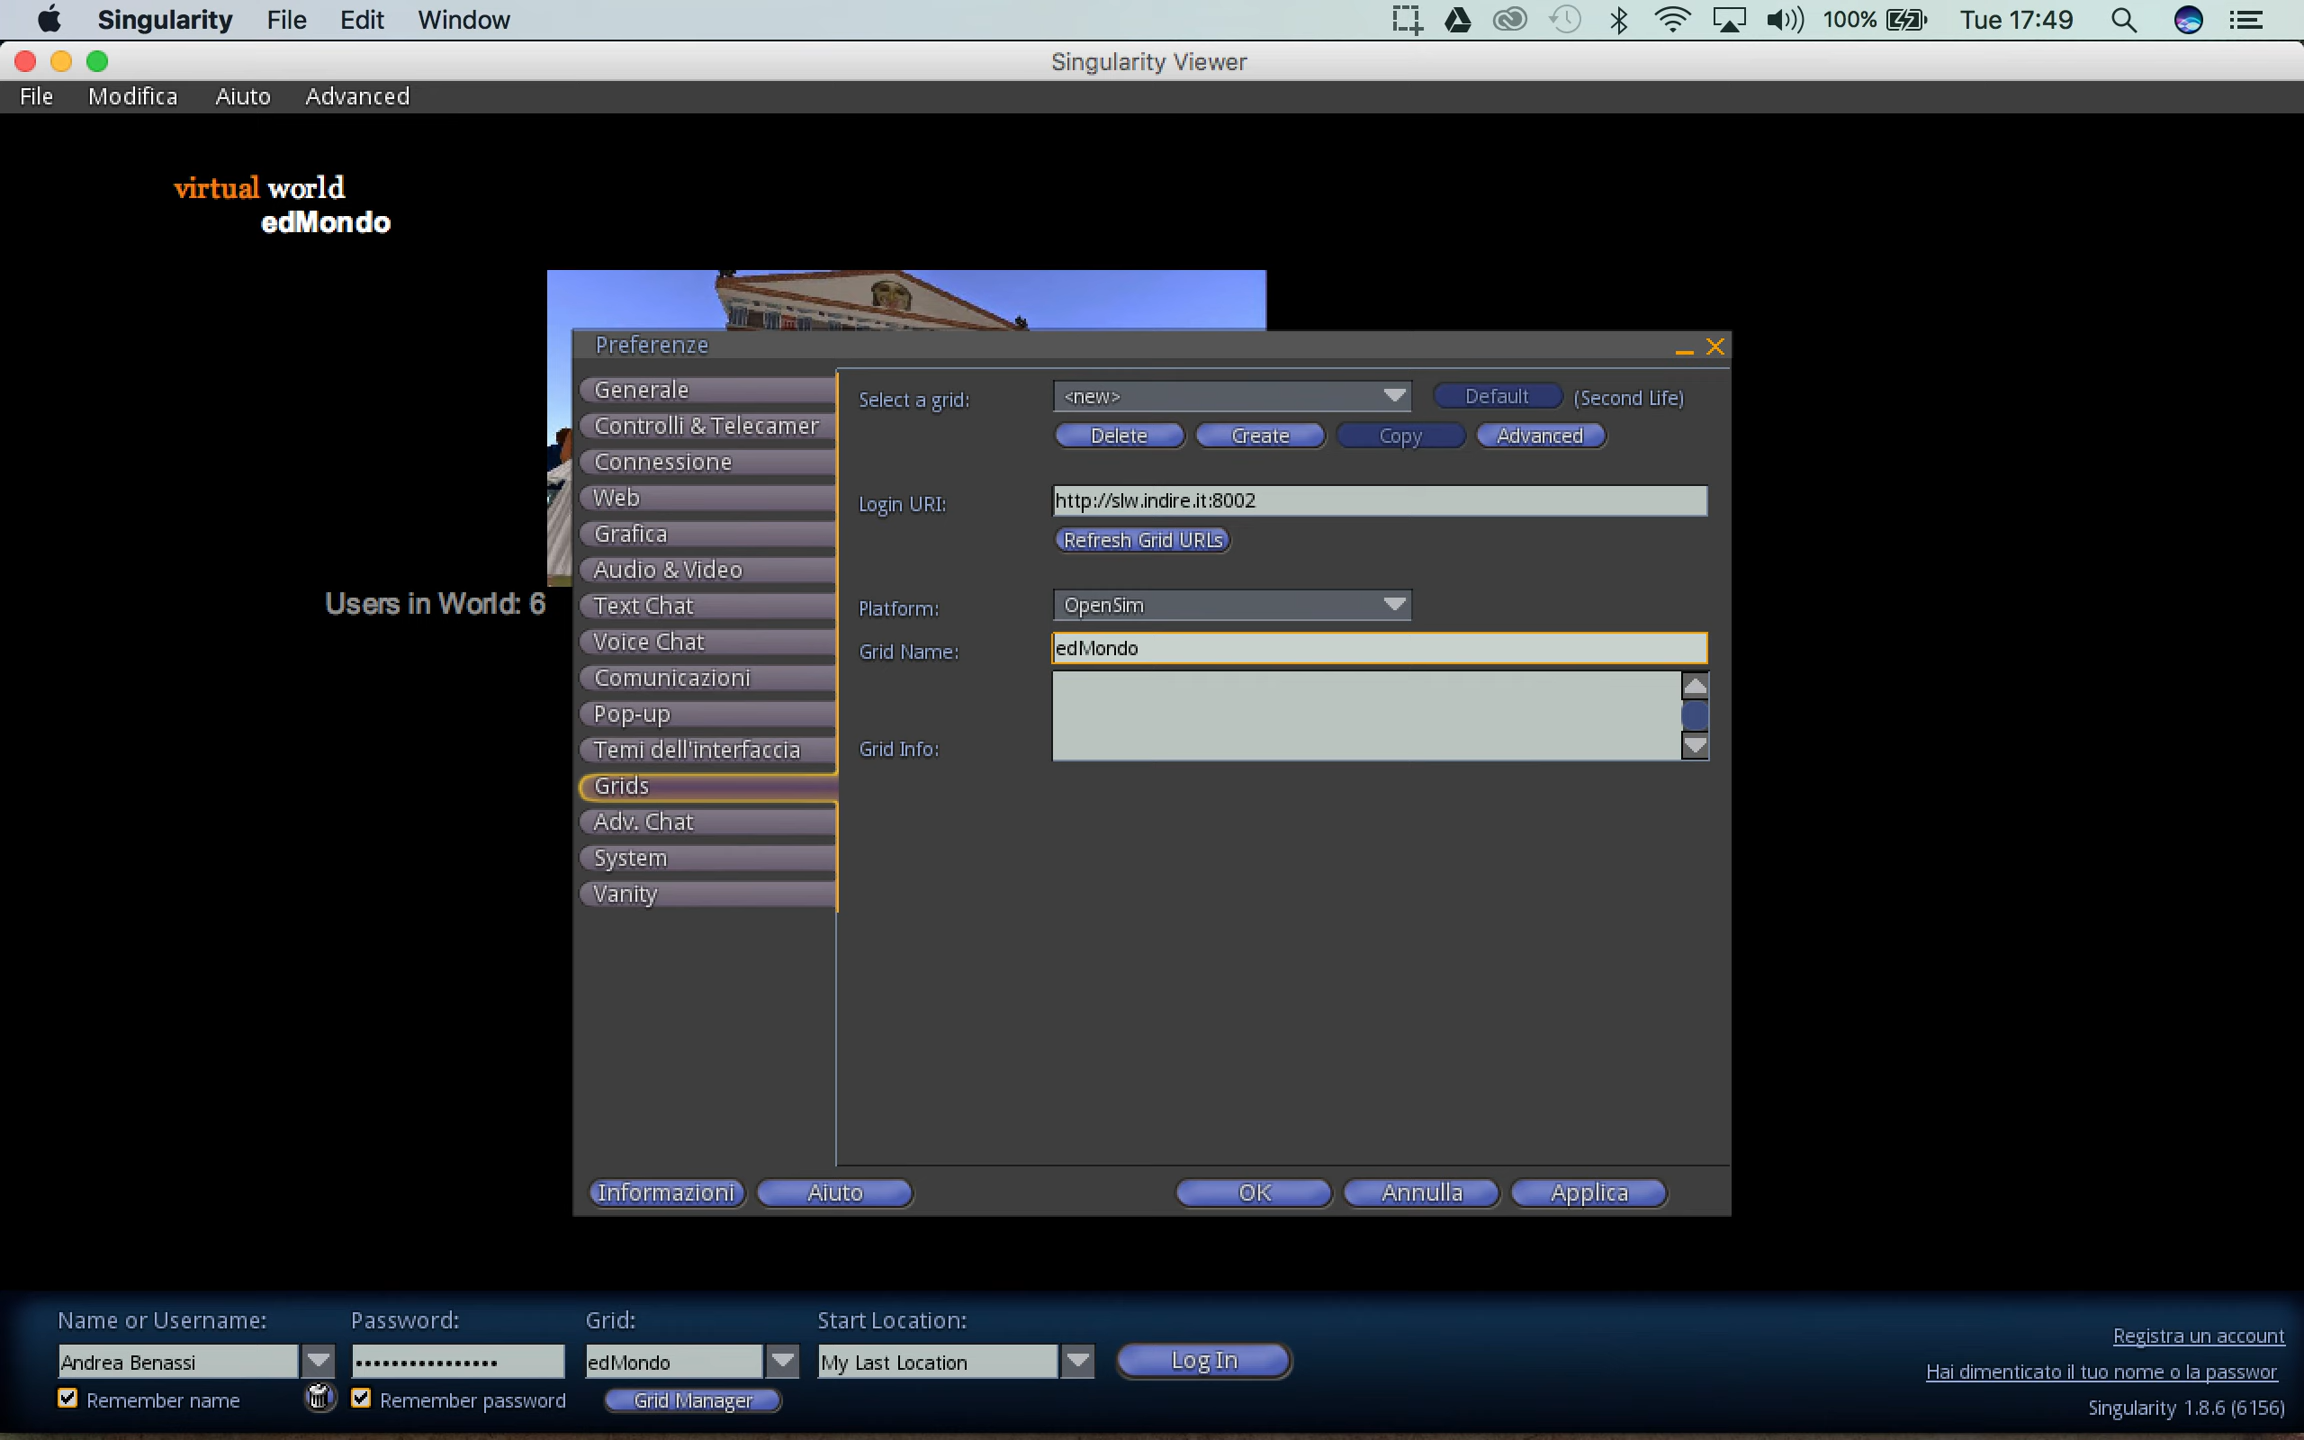 Singularity File Edit Window 100% Tue 17:49
Singularity Viewer
File Modifica Aiuto Advanced
virtual world
edMondo
Users in World: 6
Preferenze
Generale
Controlli & Telecamer
Connessione
Web
Grafica
Audio & Video
Text Chat
Voice Chat
Comunicazioni
Pop-up
Temi dell'interfaccia
Grids
Adv. Chat
System
Vanity
Select a grid: <new> Default (Second Life)
Delete Create Copy Advanced
Login URI: http://slw.indire.it:8002
Refresh Grid URLs
Platform: OpenSim
Grid Name: edMondo
Grid Info:
Informazioni Aiuto OK Annulla Applica
Name or Username: Password: Grid: Start Location:
Andrea Benassi •••••••••••••••• edMondo My Last Location Log In
Remember name Remember password Grid Manager
Registra un account
Hai dimenticato il tuo nome o la passwor
Singularity 1.8.6 (6156)